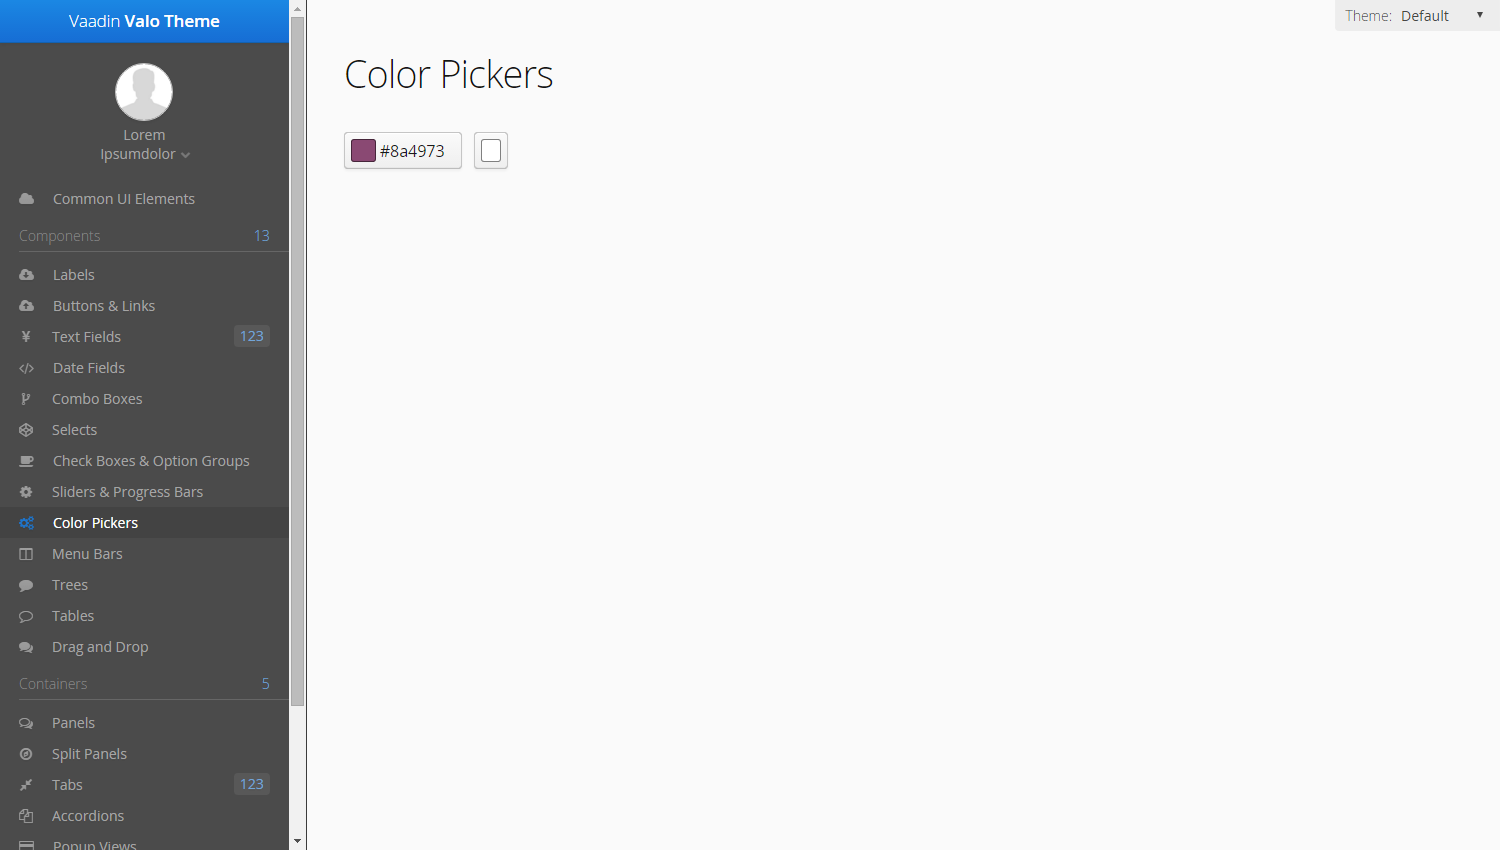 Vaadin Valo Theme
Theme: Default
Lorem
Ipsumdolor
Color Pickers
#8a4973
Common UI Elements
Components 13
Labels
Buttons & Links
Text Fields 123
Date Fields
Combo Boxes
Selects
Check Boxes & Option Groups
Sliders & Progress Bars
Color Pickers
Menu Bars
Trees
Tables
Drag and Drop
Containers 5
Panels
Split Panels
Tabs 123
Accordions
Popup Views